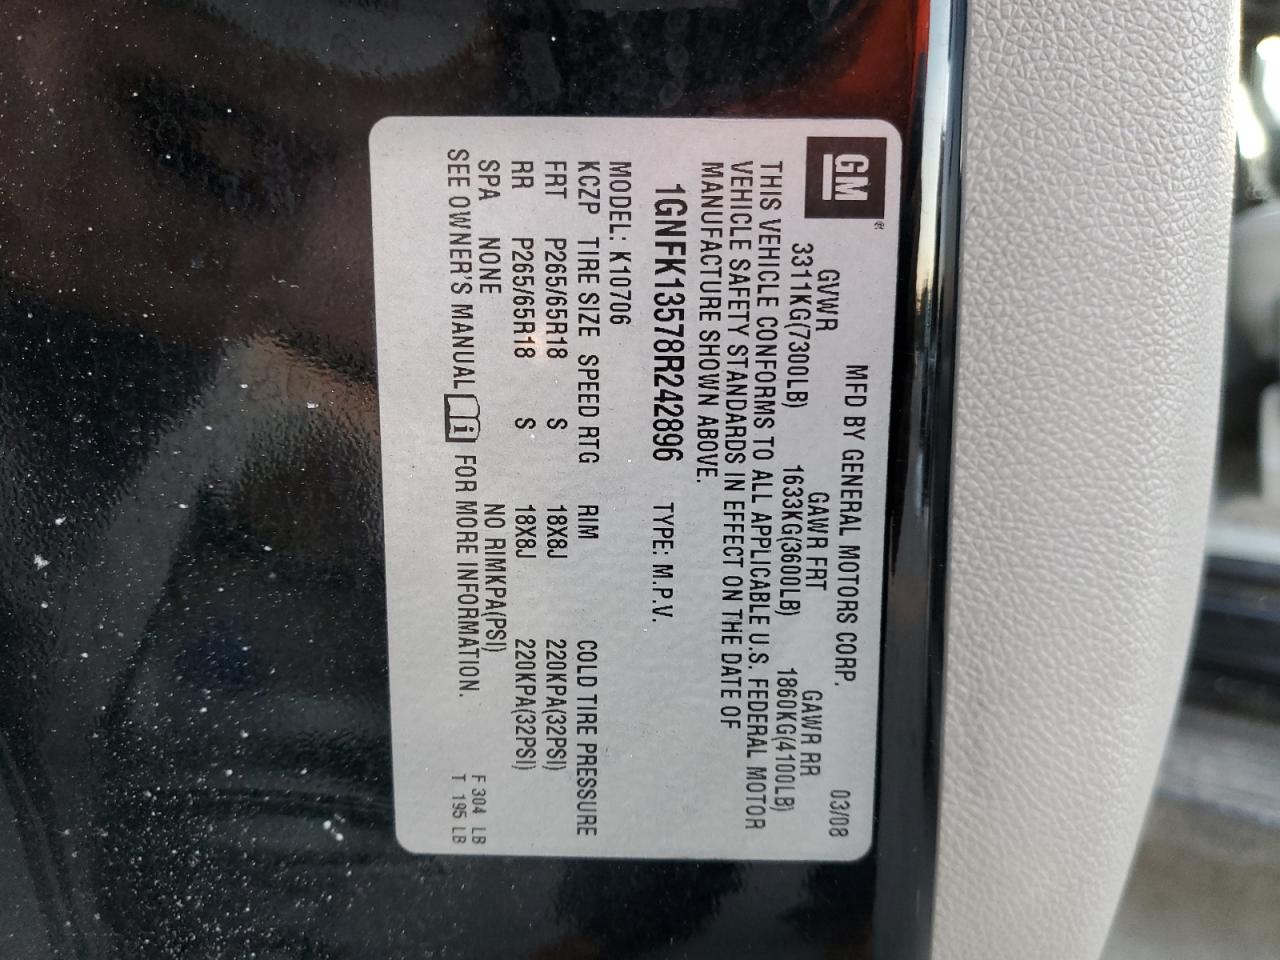 GM®
MFD BY GENERAL MOTORS CORP. 03/08
GVWR GAWR FRT GAWR RR
3311KG(7300LB) 1633KG(3600LB) 1860KG(4100LB)
THIS VEHICLE CONFORMS TO ALL APPLICABLE U.S. FEDERAL MOTOR
VEHICLE SAFETY STANDARDS IN EFFECT ON THE DATE OF
MANUFACTURE SHOWN ABOVE.
1GNFK13578R242896 TYPE: M.P.V.
MODEL: K10706
KCZP TIRE SIZE SPEED RTG RIM COLD TIRE PRESSURE
FRT P265/65R18 S 18X8J 220KPA(32PSI)
RR P265/65R18 S 18X8J 220KPA(32PSI)
SPA NONE NO RIMKPA(PSI)
SEE OWNER'S MANUAL i FOR MORE INFORMATION.
F 304 LB
T 195 LB